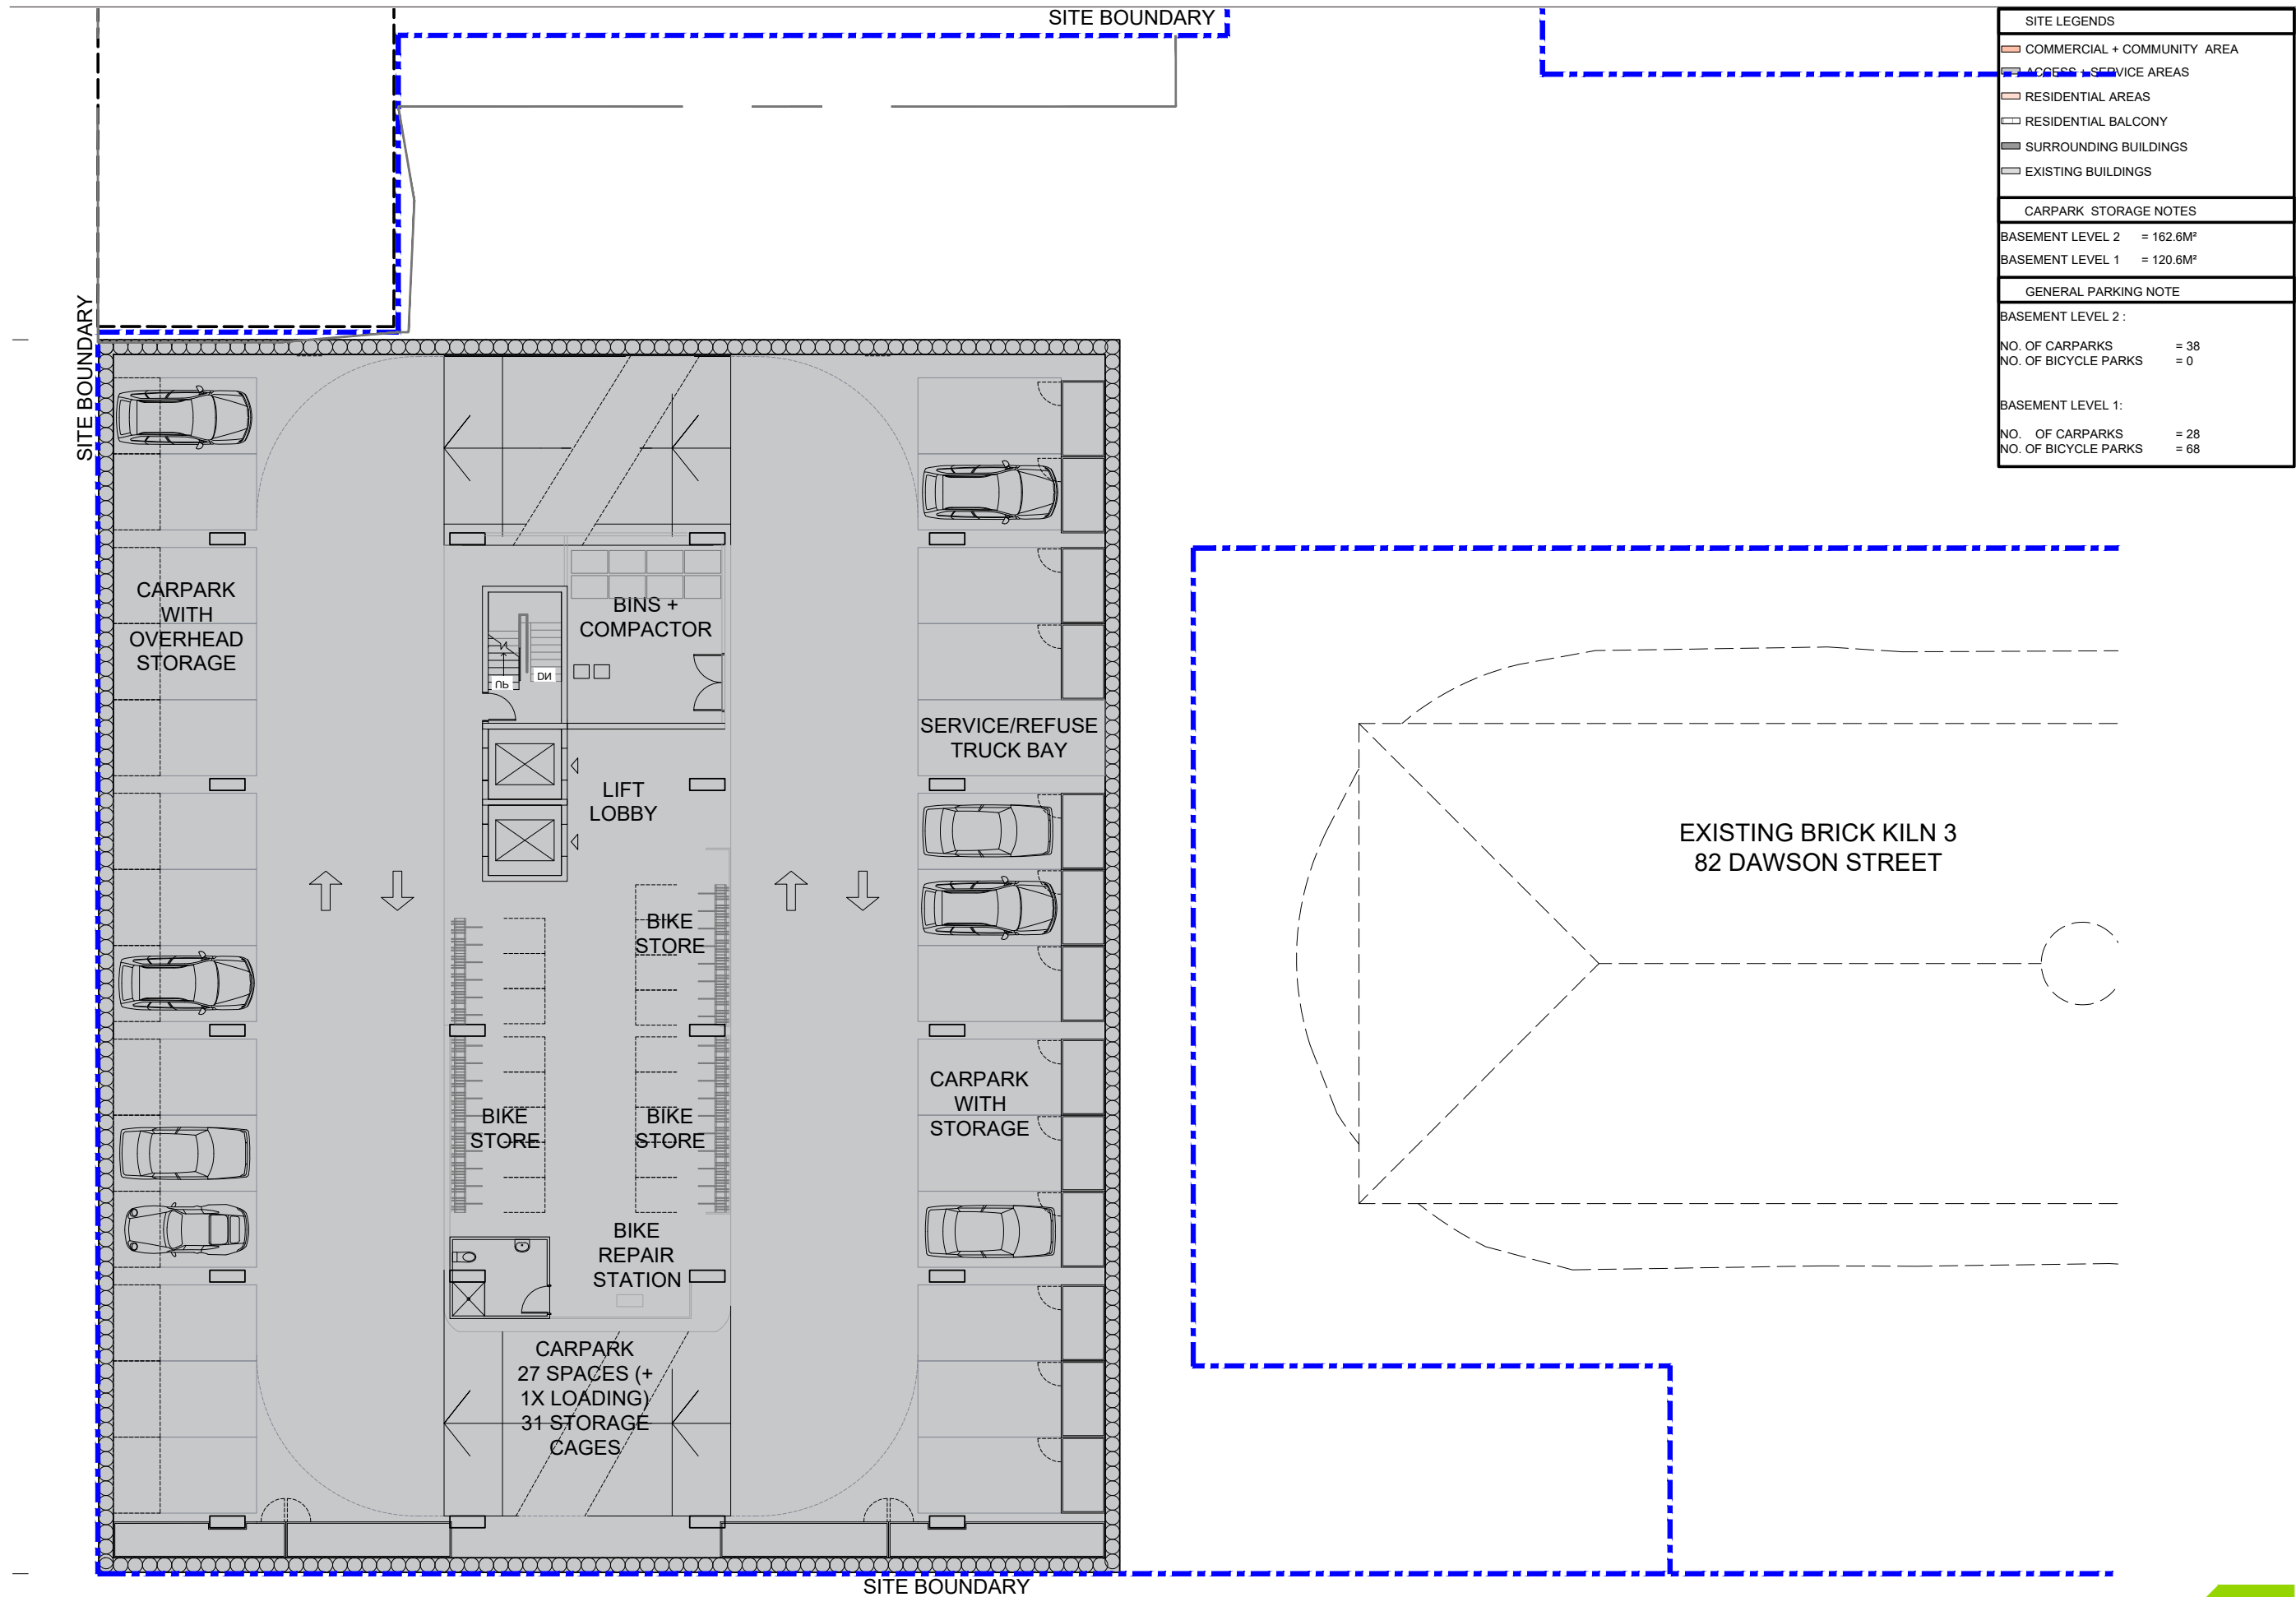 SITE BOUNDARY
SITE LEGENDS
COMMERCIAL + COMMUNITY AREA
ACCESS + SERVICE AREAS
RESIDENTIAL AREAS
RESIDENTIAL BALCONY
SURROUNDING BUILDINGS
EXISTING BUILDINGS
CARPARK STORAGE NOTES
BASEMENT LEVEL 2 = 162.6M²
BASEMENT LEVEL 1 = 120.6M²
GENERAL PARKING NOTE
BASEMENT LEVEL 2 :
NO. OF CARPARKS = 38
NO. OF BICYCLE PARKS = 0
BASEMENT LEVEL 1:
NO. OF CARPARKS = 28
NO. OF BICYCLE PARKS = 68
SITE BOUNDARY
CARPARK
WITH
OVERHEAD
STORAGE
BINS +
COMPACTOR
UP
DN
SERVICE/REFUSE
TRUCK BAY
LIFT
LOBBY
EXISTING BRICK KILN 3
82 DAWSON STREET
BIKE
STORE
BIKE
STORE
BIKE
STORE
CARPARK
WITH
STORAGE
BIKE
REPAIR
STATION
CARPARK
27 SPACES (+
1X LOADING)
31 STORAGE
CAGES
SITE BOUNDARY